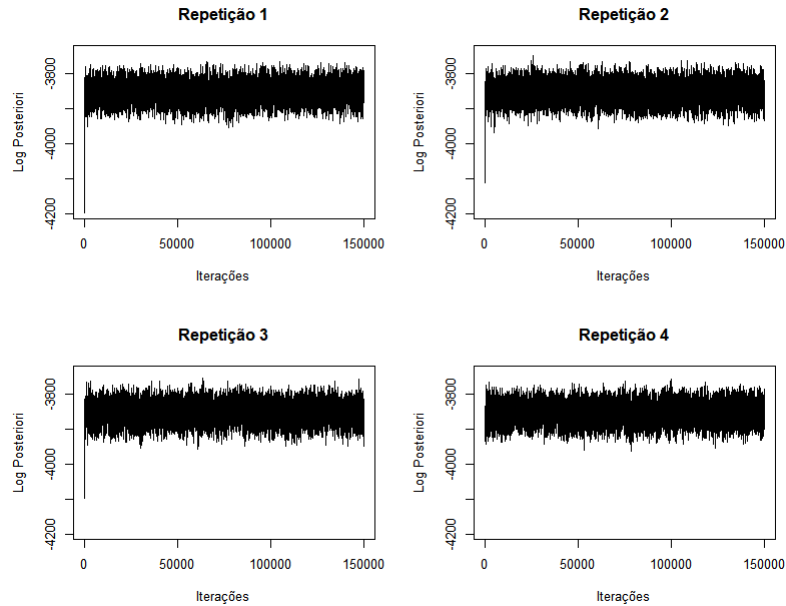 Repetição 1
Log Posteriori
-3800
-4000
-4200
0 50000 100000 150000
Iterações
Repetição 2
Log Posteriori
-3800
-4000
-4200
0 50000 100000 150000
Iterações
Repetição 3
Log Posteriori
-3800
-4000
-4200
0 50000 100000 150000
Iterações
Repetição 4
Log Posteriori
-3800
-4000
-4200
0 50000 100000 150000
Iterações